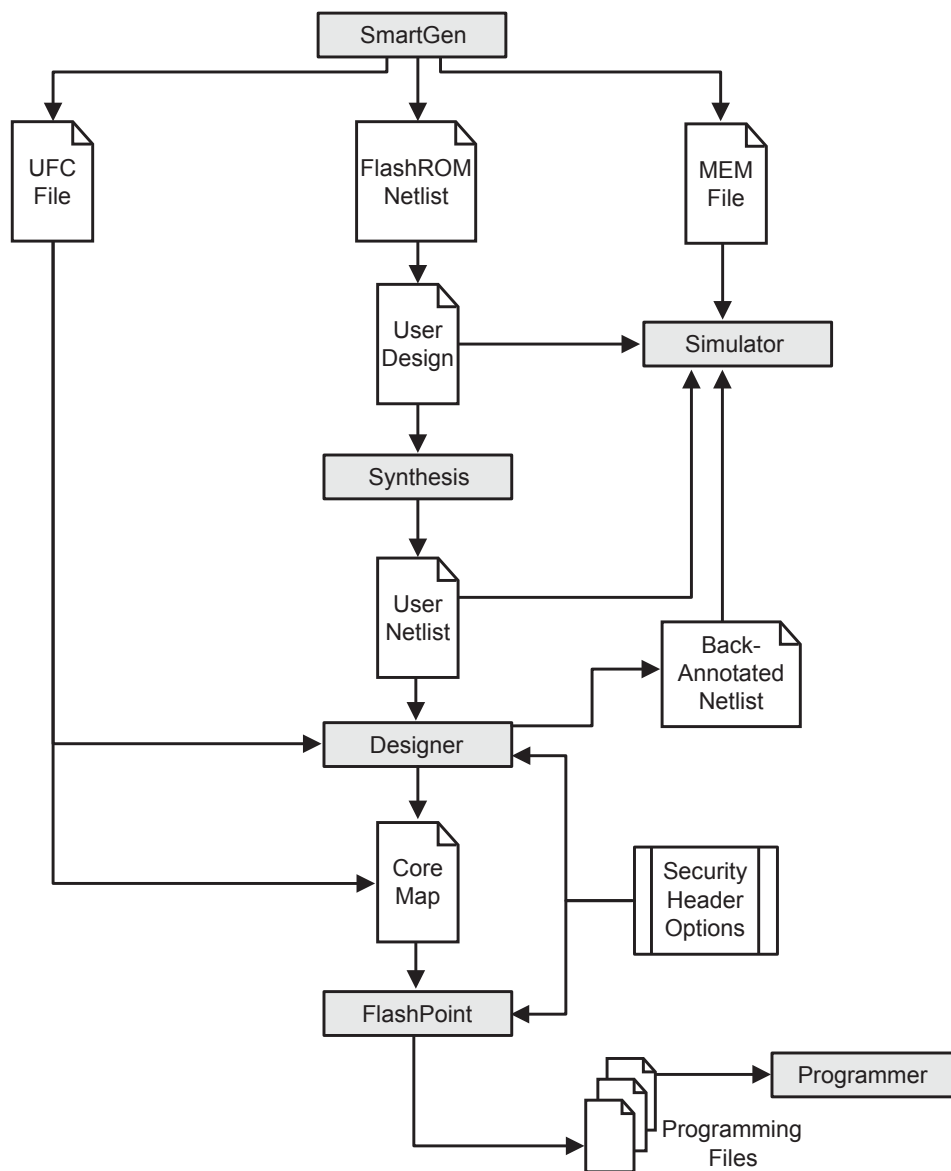 SmartGen
UFC
File
FlashROM
Netlist
MEM
File
User
Design
Simulator
Synthesis
User
Netlist
Back-
Annotated
Netlist
Designer
Core
Map
Security
Header
Options
FlashPoint
Programmer
Programming
Files